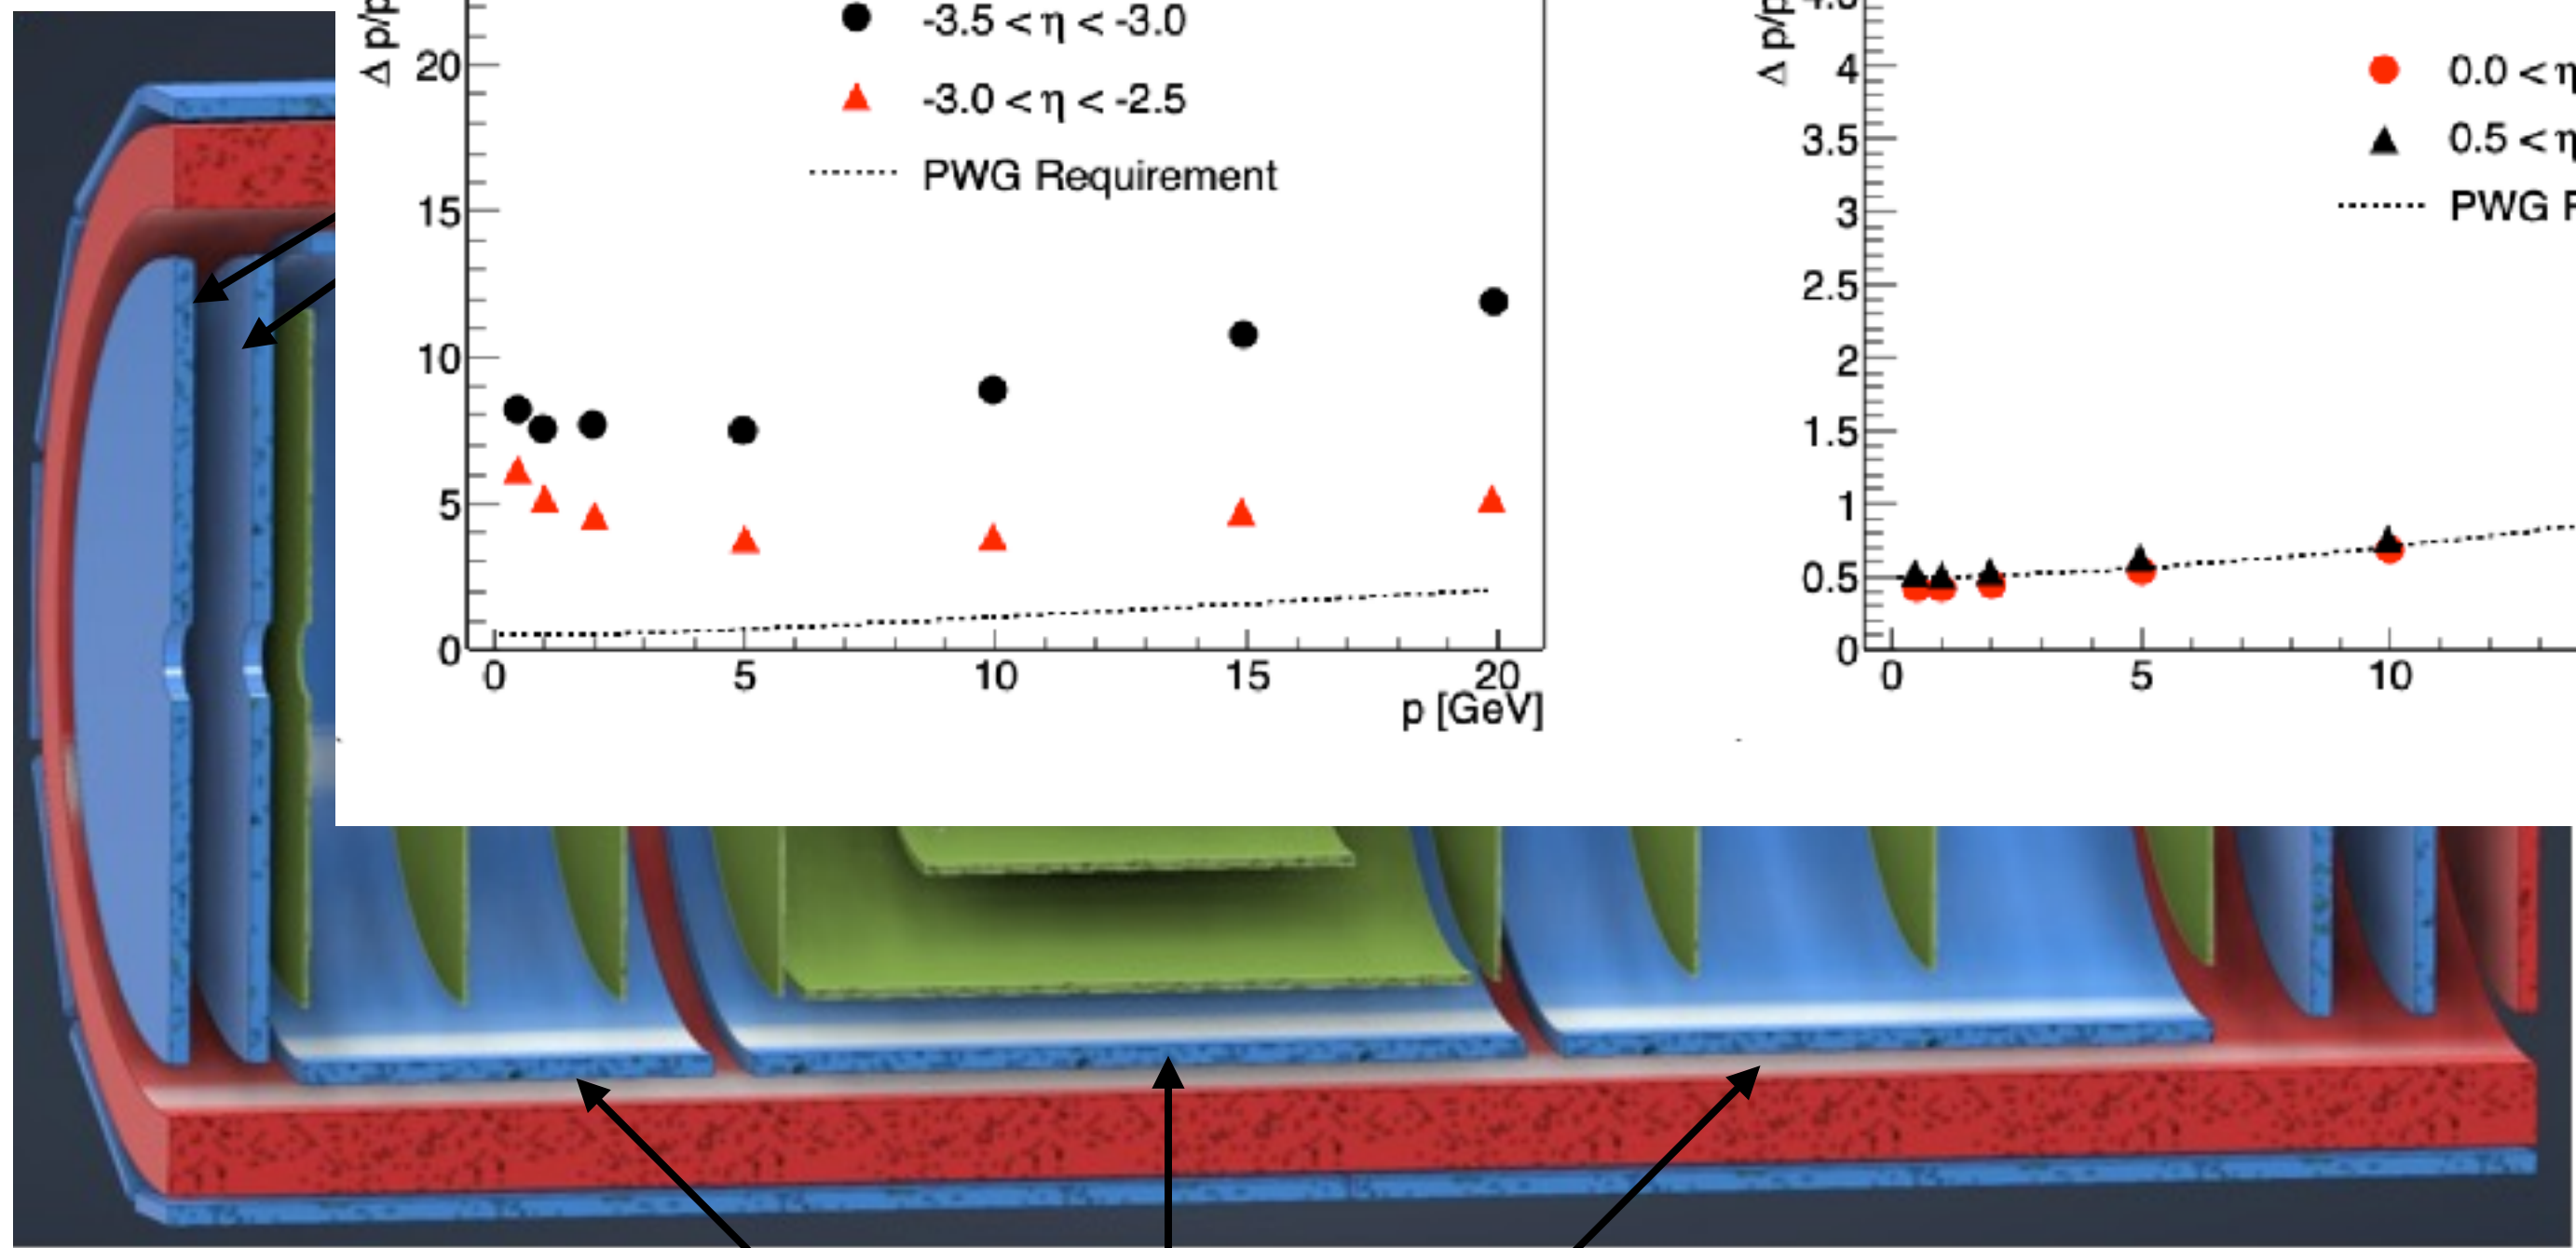 Δ p/p
20
15
10
5
0
-3.5 < η < -3.0
-3.0 < η < -2.5
PWG Requirement
0 5 10 15 20
p [GeV]
Δ p/p
4
3.5
3
2.5
2
1.5
1
0.5
0
0.0 < η
0.5 < η
PWG
0 5 10